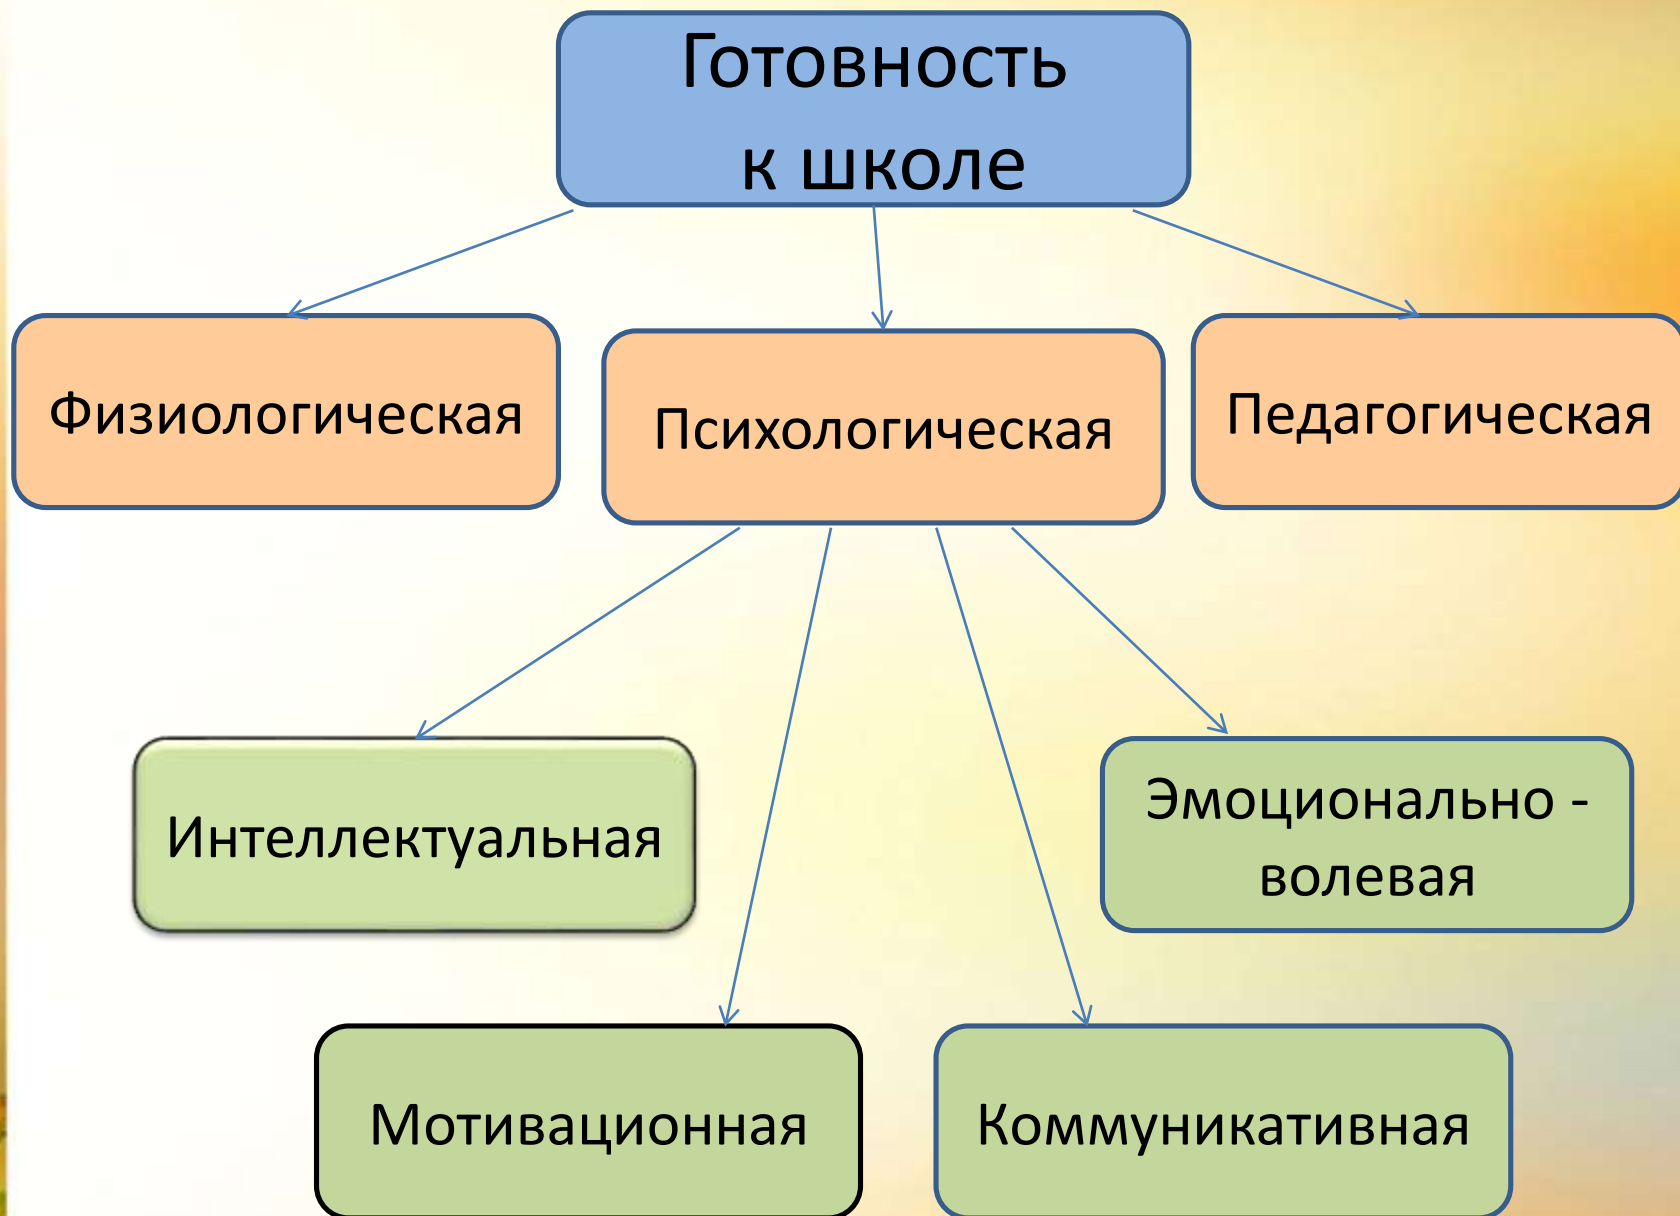 Готовность
к школе
Физиологическая
Психологическая
Педагогическая
Интеллектуальная
Эмоционально -
волевая
Мотивационная
Коммуникативная